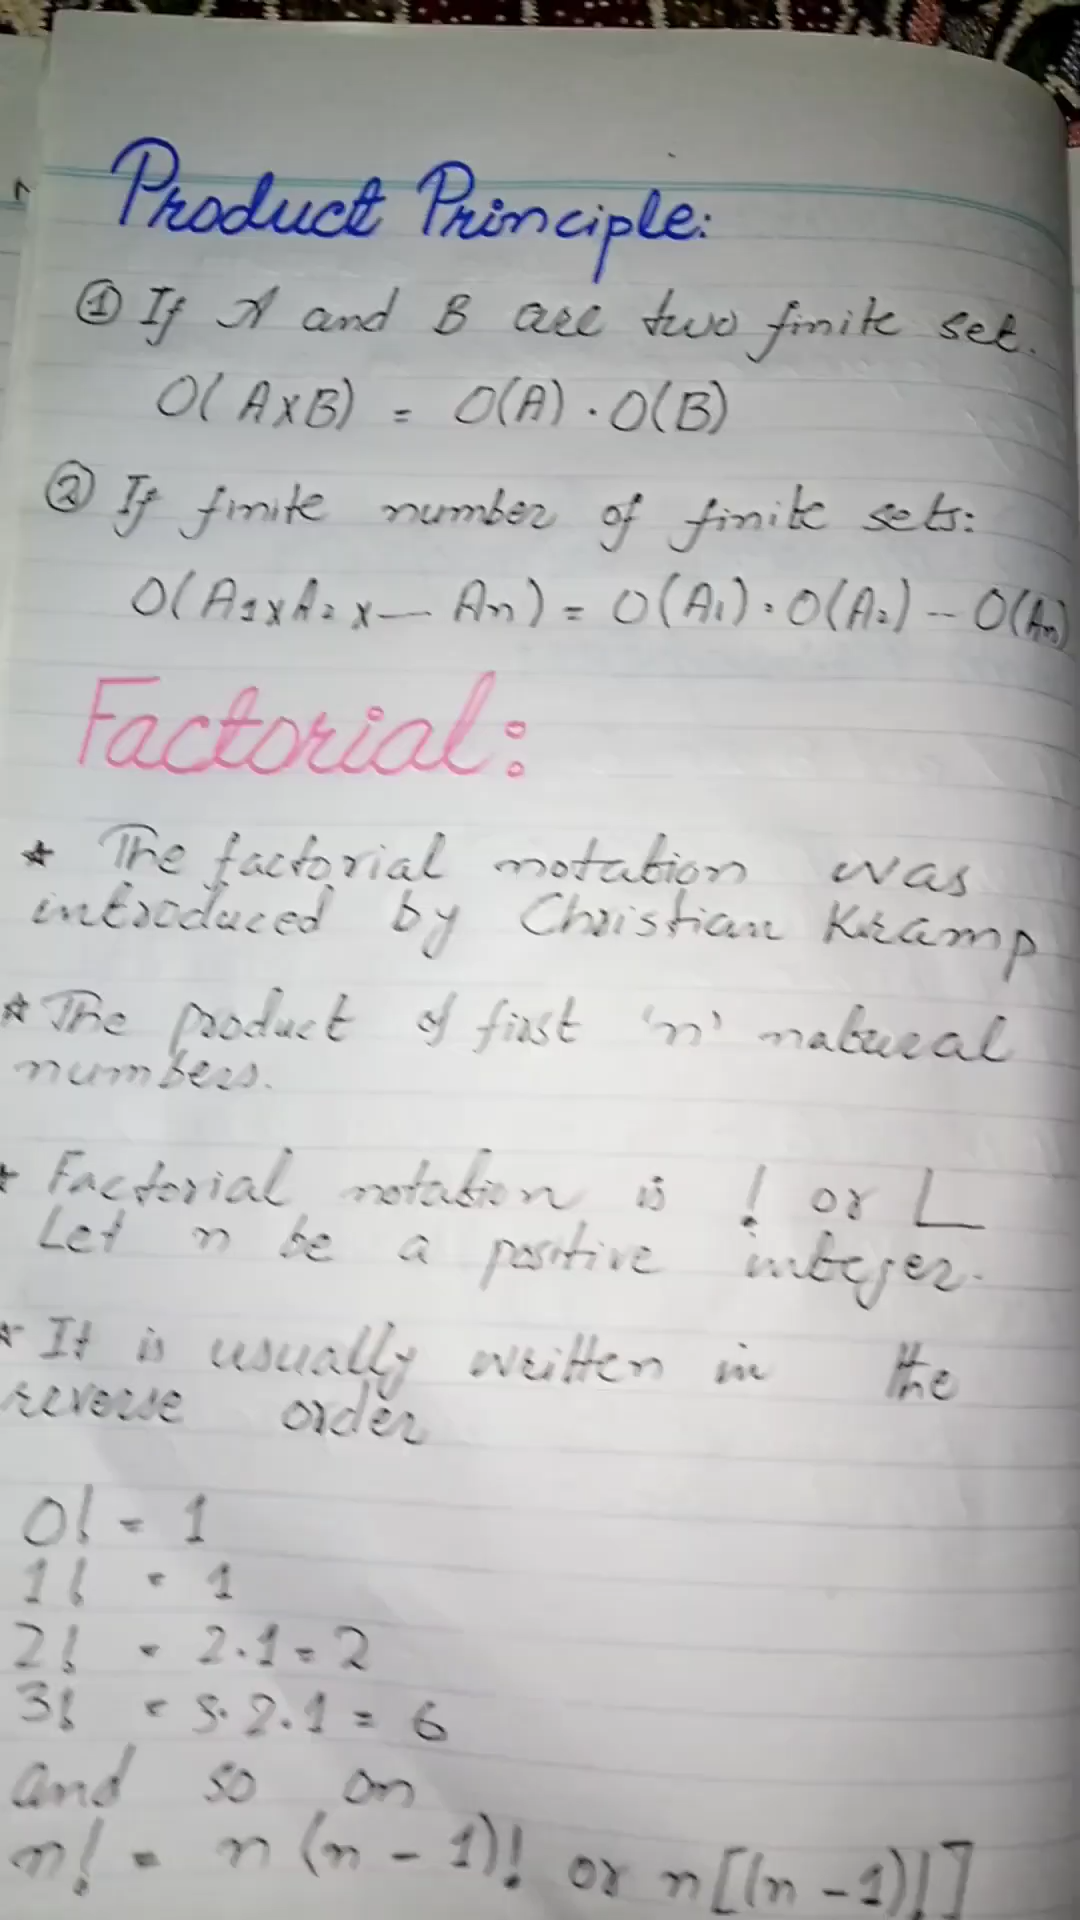 Product Principle:
① If A and B are two finite set.
O(A×B) = O(A) · O(B)
② If finite number of finite sets:
O(A1×A2×— An) = O(A1) · O(A2) -- O(An)
Factorial:
* The factorial notation was
introduced by Christian Kramp
* The product of first 'n' natural
numbers.
* Factorial notation is ! or L
Let n be a positive integer.
* It is usually written in the
reverse order
0! = 1
1! = 1
2! = 2.1 = 2
3! = 3.2.1 = 6
and so on
n! = n(n-1)! or n[(n-1)!]